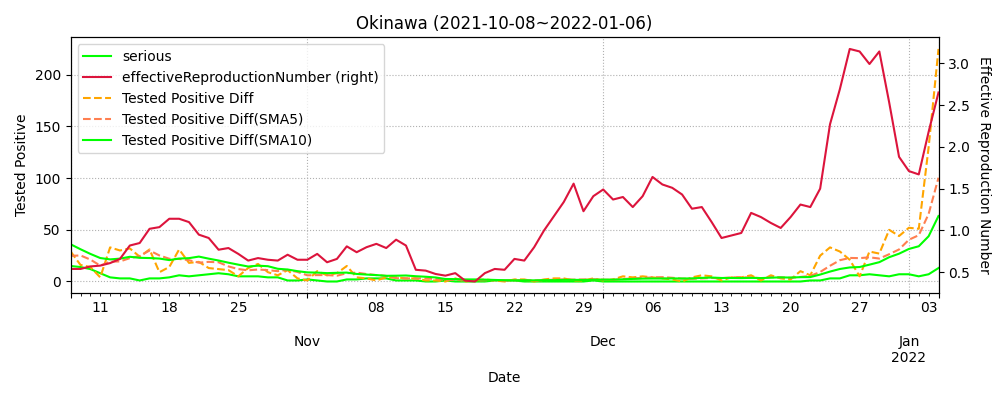 Okinawa (2021-10-08~2022-01-06)
serious
effectiveReproductionNumber (right)
Tested Positive Diff
Tested Positive Diff(SMA5)
Tested Positive Diff(SMA10)
Tested Positive
200
150
100
50
0
3.0
2.5
2.0
1.5
1.0
0.5
Effective Reproduction Number
11 18 25 08 15 22 29 06 13 20 27 03
Nov Dec Jan
2022
Date